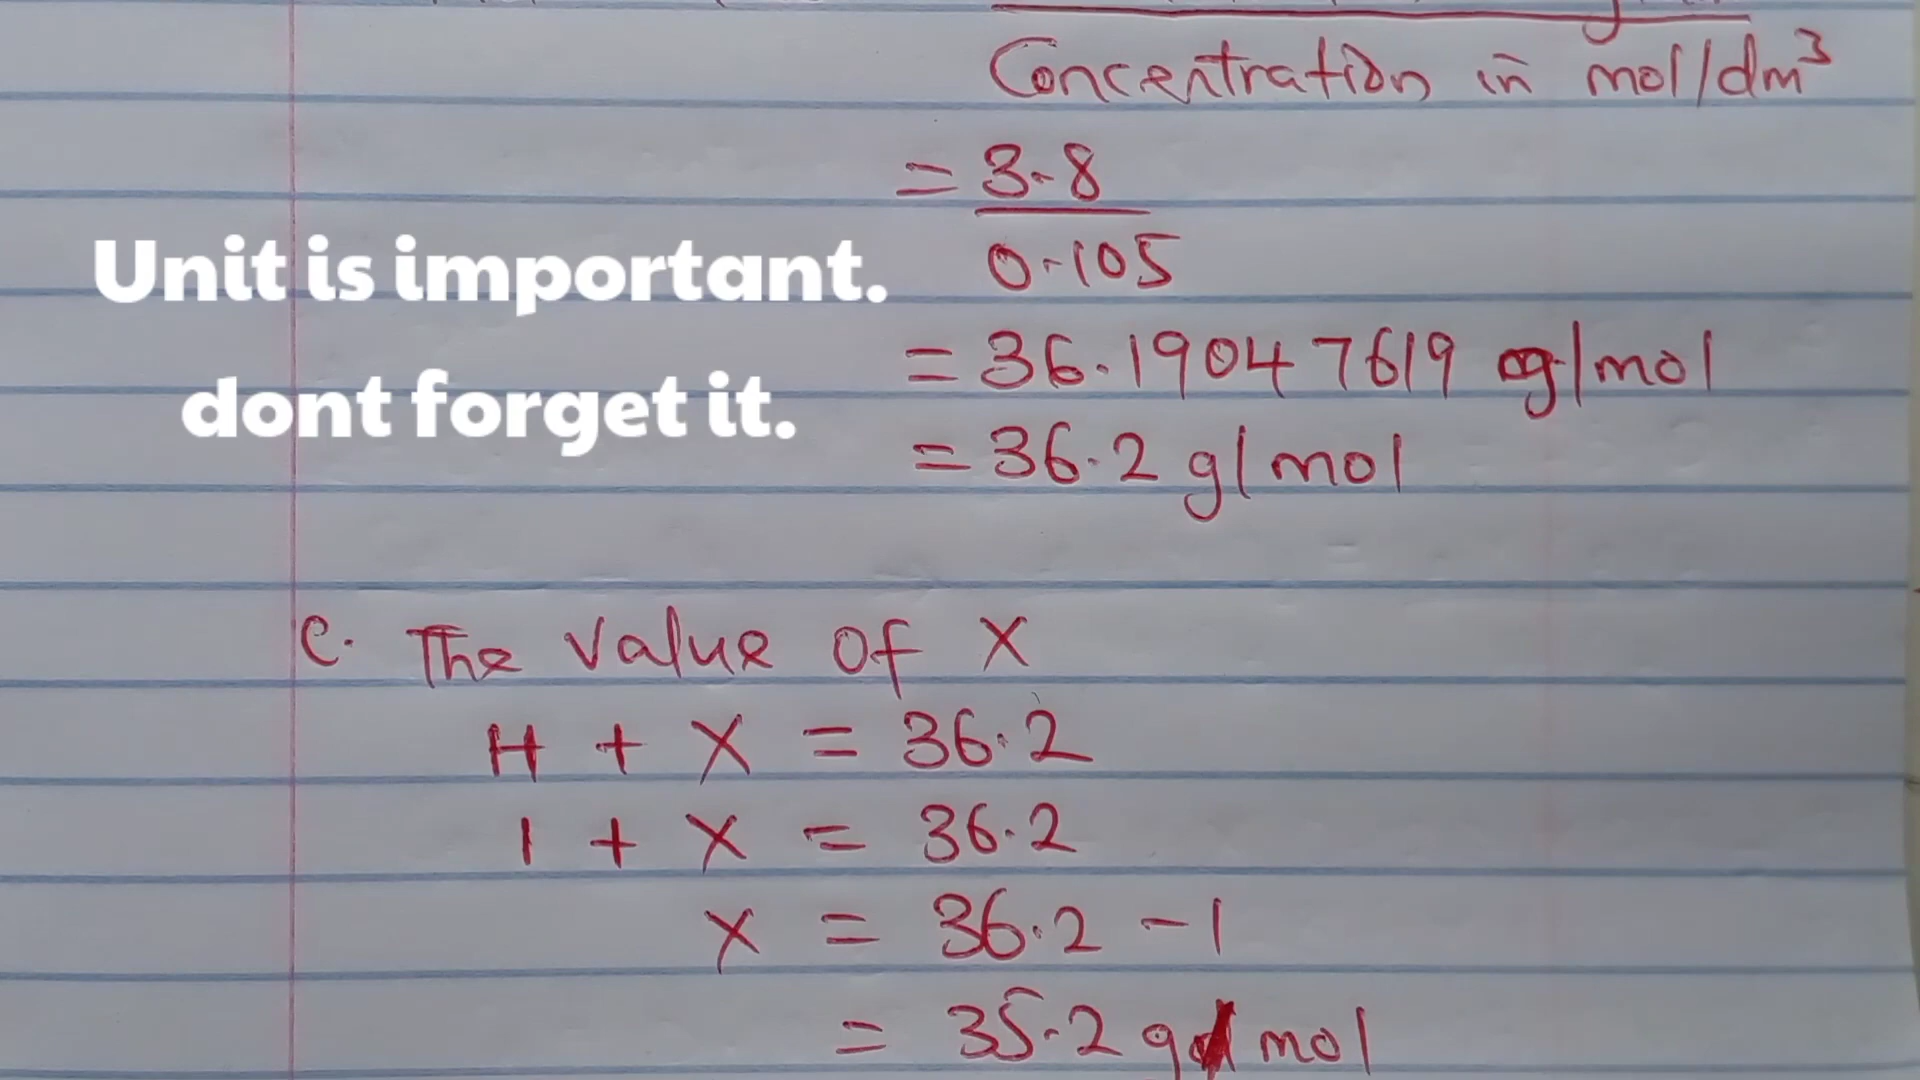 Concentration in mol/dm³
= 3.8
0.105
Unit is important.
dont forget it.
= 36.19047619 g/mol
= 36.2 g/mol
c. The value of X
H + X = 36.2
1 + X = 36.2
X = 36.2 - 1
= 35.2 g/mol